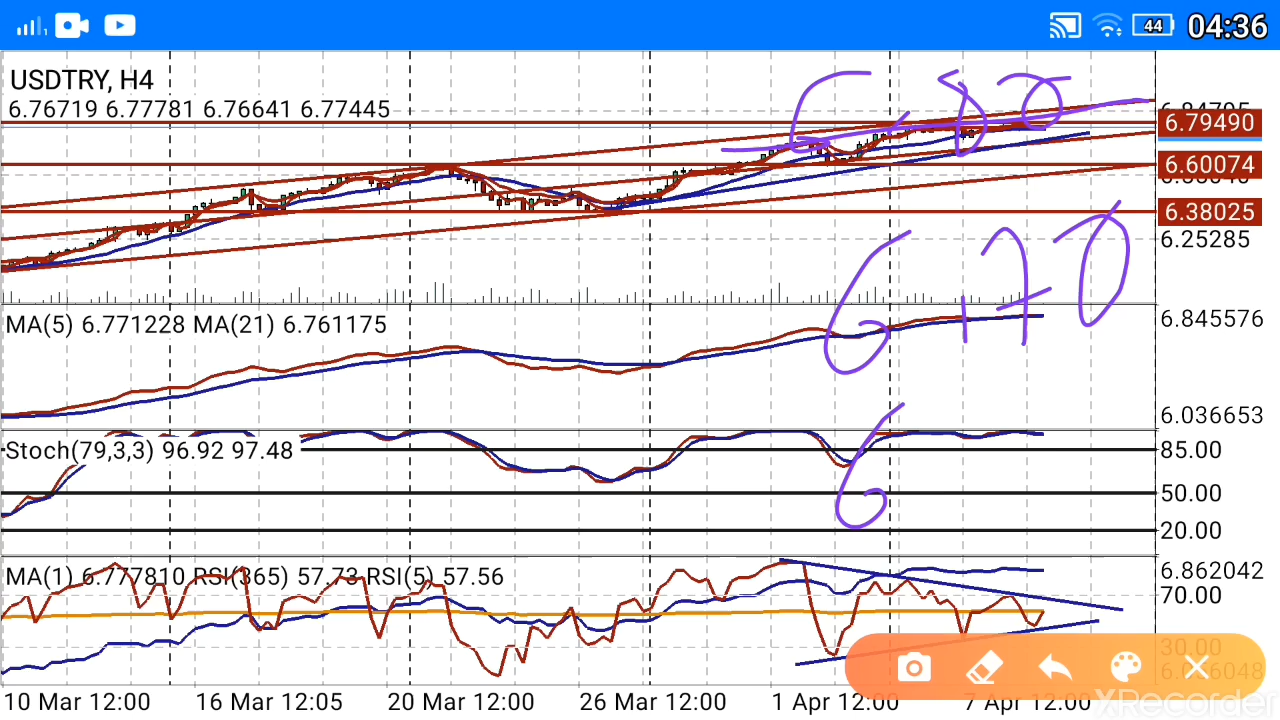 44 04:36
USDTRY, H4
6.76719 6.77781 6.76641 6.77445
6.79490
6.60074
6.38025
6.25285
6,70
MA(5) 6.771228 MA(21) 6.761175
6.845576
6.036653
Stoch(79,3,3) 96.92 97.48
85.00
6
50.00
20.00
MA(1) 6.777810 RSI(365) 57.73 RSI(5) 57.56
6.862042
70.00
30.00
10 Mar 12:00 16 Mar 12:05 20 Mar 12:00 26 Mar 12:00 1 Apr 12:00 7 Apr 12:00
XRecorder